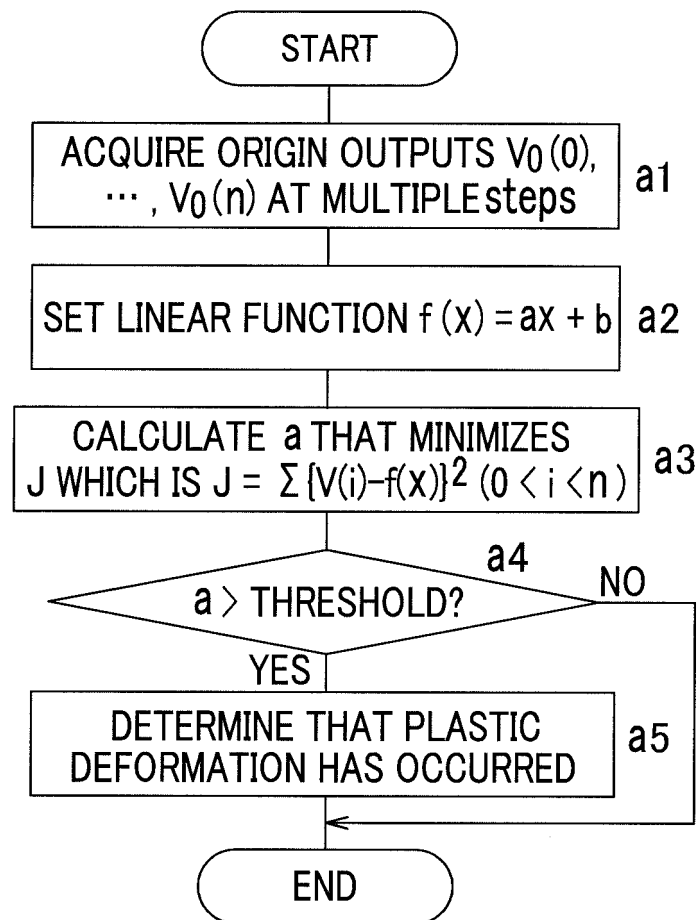 START
ACQUIRE ORIGIN OUTPUTS V0(0),
··· , V0(n) AT MULTIPLE steps
a1
SET LINEAR FUNCTION f(x) = ax + b
a2
CALCULATE a THAT MINIMIZES
J WHICH IS J = Σ{V(i)-f(x)}² (0 < i < n)
a3
a4
a > THRESHOLD?
NO
YES
DETERMINE THAT PLASTIC
DEFORMATION HAS OCCURRED
a5
END